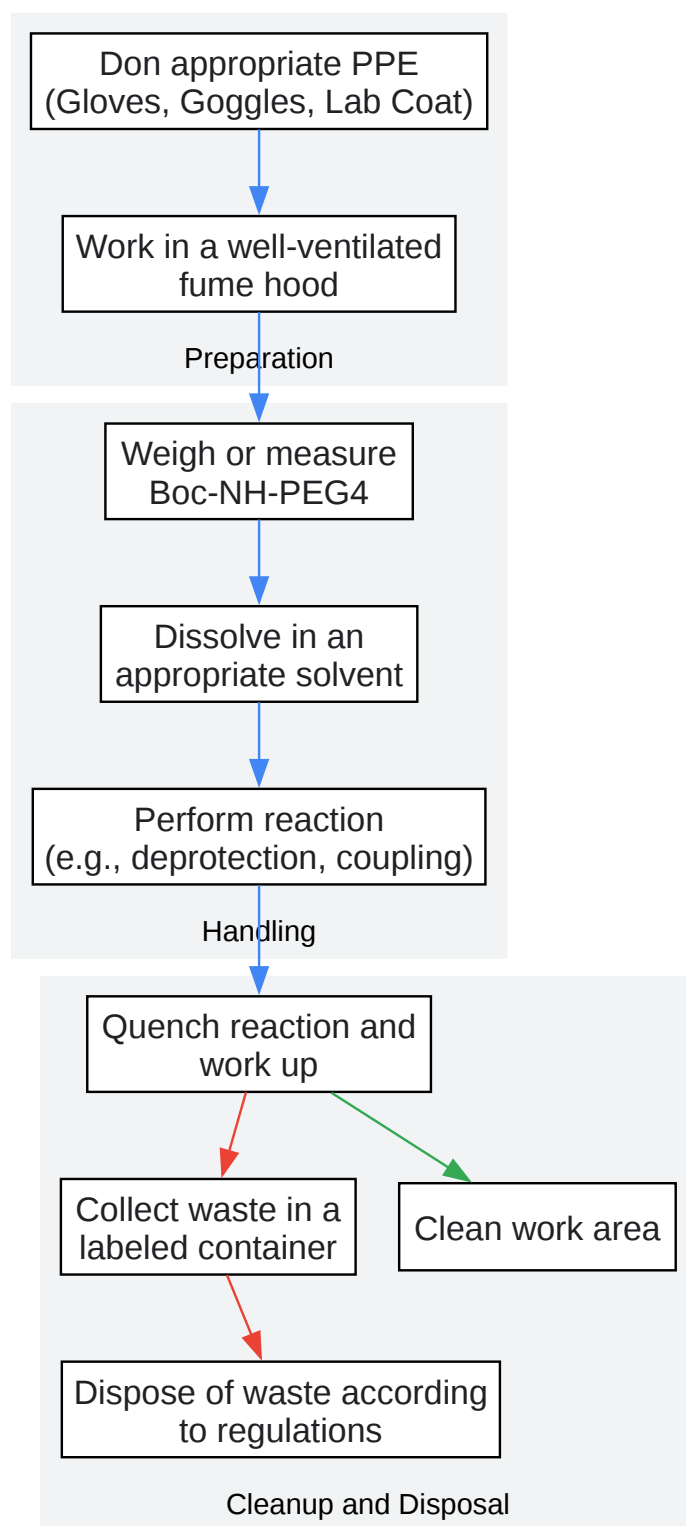 Don appropriate PPE
(Gloves, Goggles, Lab Coat)
Work in a well-ventilated
fume hood
Preparation
Weigh or measure
Boc-NH-PEG4
Dissolve in an
appropriate solvent
Perform reaction
(e.g., deprotection, coupling)
Handling
Quench reaction and
work up
Collect waste in a
labeled container
Clean work area
Dispose of waste according
to regulations
Cleanup and Disposal